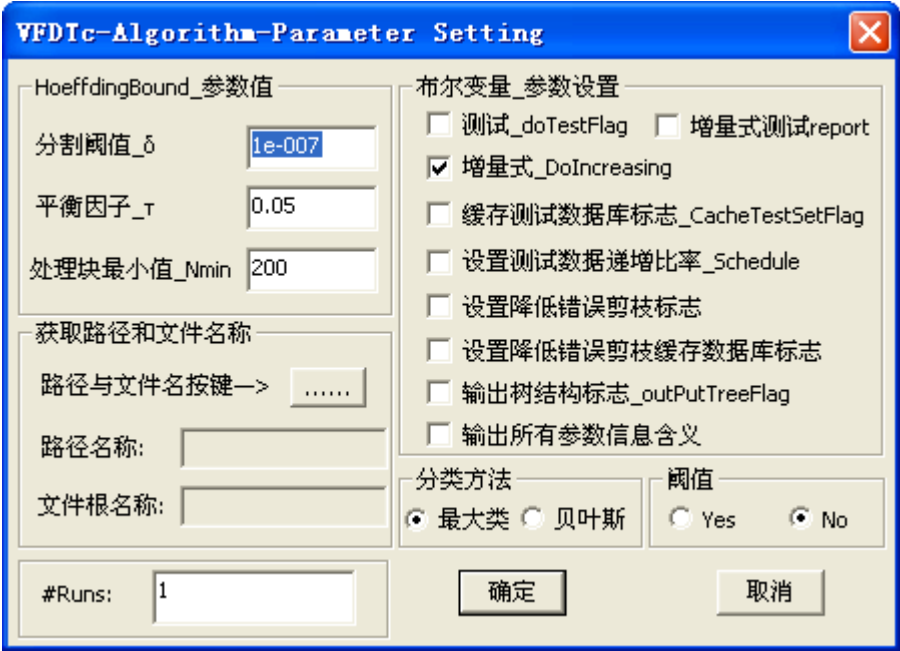 VFDTc-Algorithm-Parameter Setting
HoeffdingBound_参数值
分割阈值_δ 1e-007
平衡因子_τ 0.05
处理块最小值_Nmin 200
获取路径和文件名称
路径与文件名按键—> ......
路径名称:
文件根名称:
#Runs: 1
布尔变量_参数设置
测试_doTestFlag 增量式测试report
增量式_DoIncreasing
缓存测试数据库标志_CacheTestSetFlag
设置测试数据递增比率_Schedule
设置降低错误剪枝标志
设置降低错误剪枝缓存数据库标志
输出树结构标志_outPutTreeFlag
输出所有参数信息含义
分类方法
最大类 贝叶斯
阈值
Yes No
确定 取消